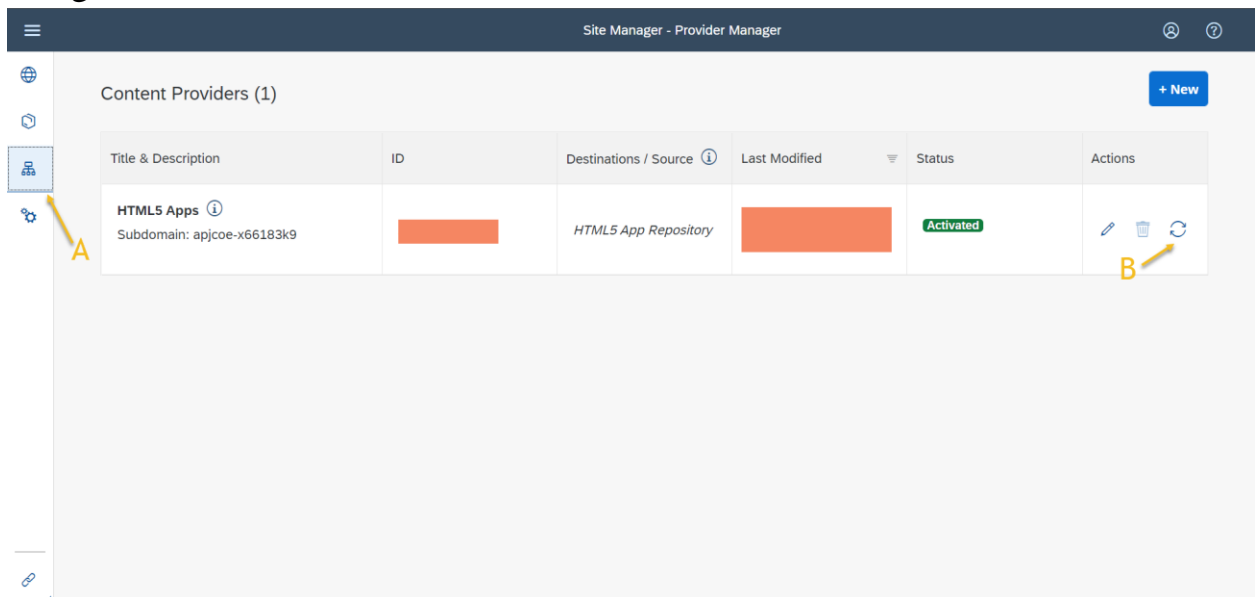 Site Manager - Provider Manager
Content Providers (1)
+ New
Title & Description
ID
Destinations / Source
Last Modified
Status
Actions
HTML5 Apps
Subdomain: apjcoe-x66183k9
HTML5 App Repository
Activated
A
B